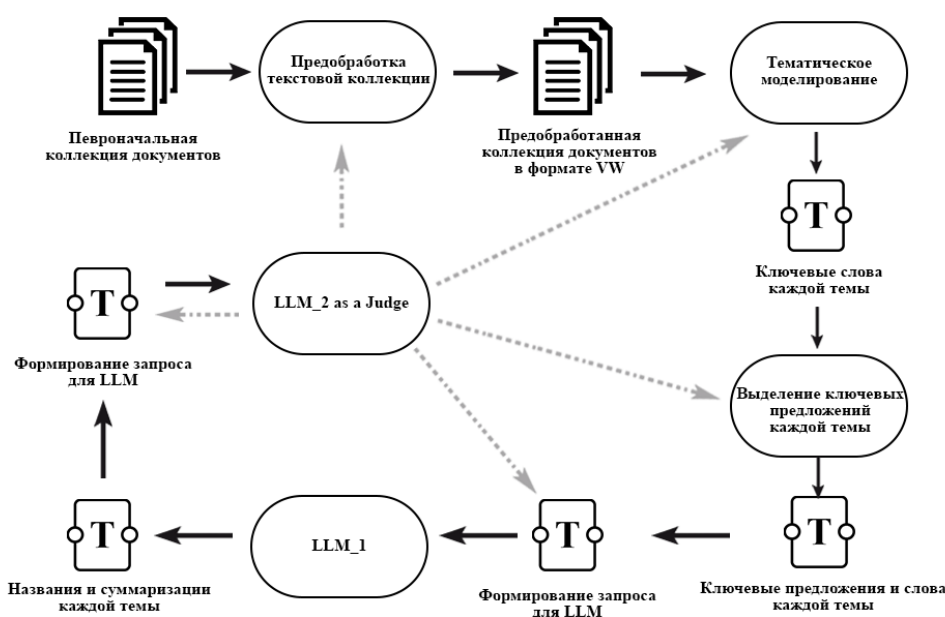 Предобработка
текстовой коллекции
Тематическое
моделирование
Певроначальная
коллекция документов
Предобработанная
коллекция документов
в формате VW
T
Ключевые слова
каждой темы
T
LLM_2 as a Judge
Формирование запроса
для LLM
Выделение ключевых
предложений
каждой темы
T
LLM_1
T
T
Названия и суммаризации
каждой темы
Формирование запроса
для LLM
Ключевые предложения и слова
каждой темы